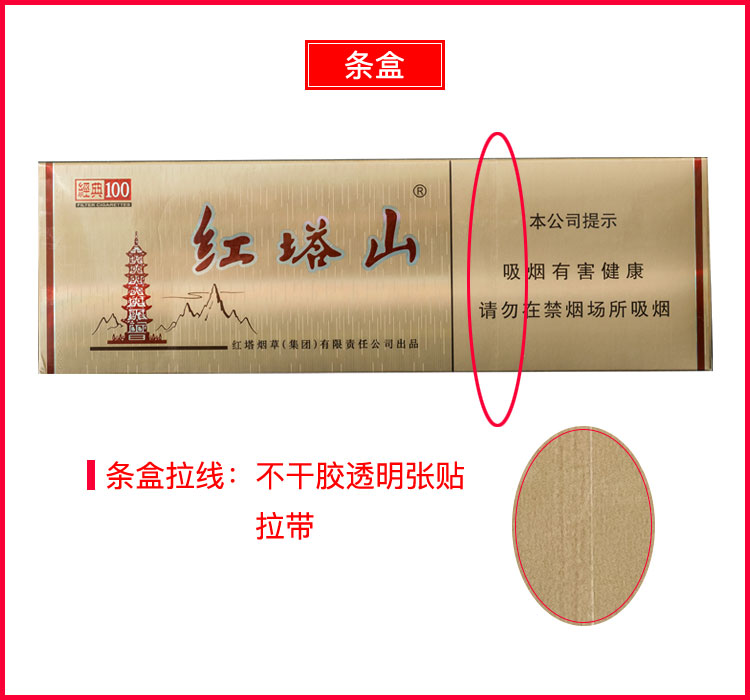 条盒
經典100
FILTER CIGARETTES
红塔山®
本公司提示
吸烟有害健康
请勿在禁烟场所吸烟
红塔烟草(集团)有限责任公司出品
条盒拉线：不干胶透明张贴
拉带